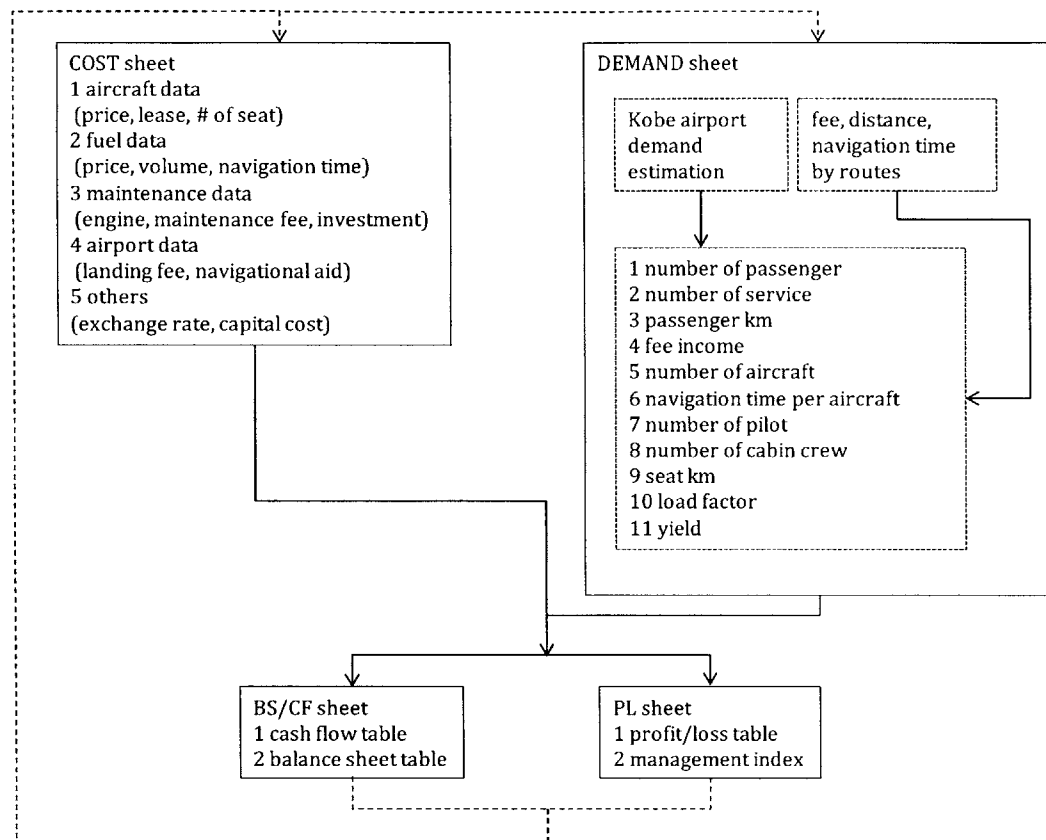 COST sheet
1 aircraft data
(price, lease, # of seat)
2 fuel data
(price, volume, navigation time)
3 maintenance data
(engine, maintenance fee, investment)
4 airport data
(landing fee, navigational aid)
5 others
(exchange rate, capital cost)
DEMAND sheet
Kobe airport
demand
estimation
fee, distance,
navigation time
by routes
1 number of passenger
2 number of service
3 passenger km
4 fee income
5 number of aircraft
6 navigation time per aircraft
7 number of pilot
8 number of cabin crew
9 seat km
10 load factor
11 yield
BS/CF sheet
1 cash flow table
2 balance sheet table
PL sheet
1 profit/loss table
2 management index